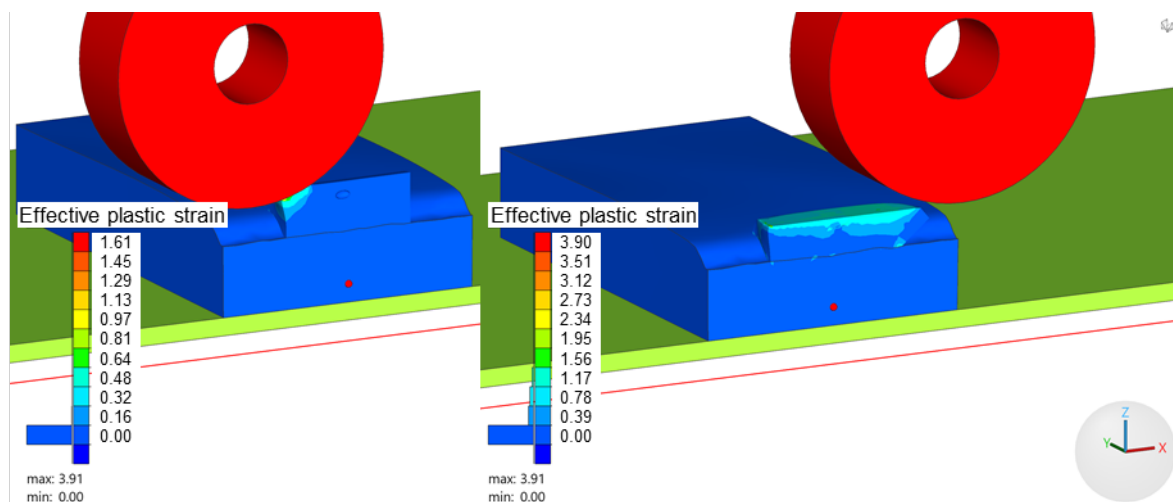 Effective plastic strain
1.61
1.45
1.29
1.13
0.97
0.81
0.64
0.48
0.32
0.16
0.00
max: 3.91
min: 0.00
Effective plastic strain
3.90
3.51
3.12
2.73
2.34
1.95
1.56
1.17
0.78
0.39
0.00
max: 3.91
min: 0.00
Z
Y
X